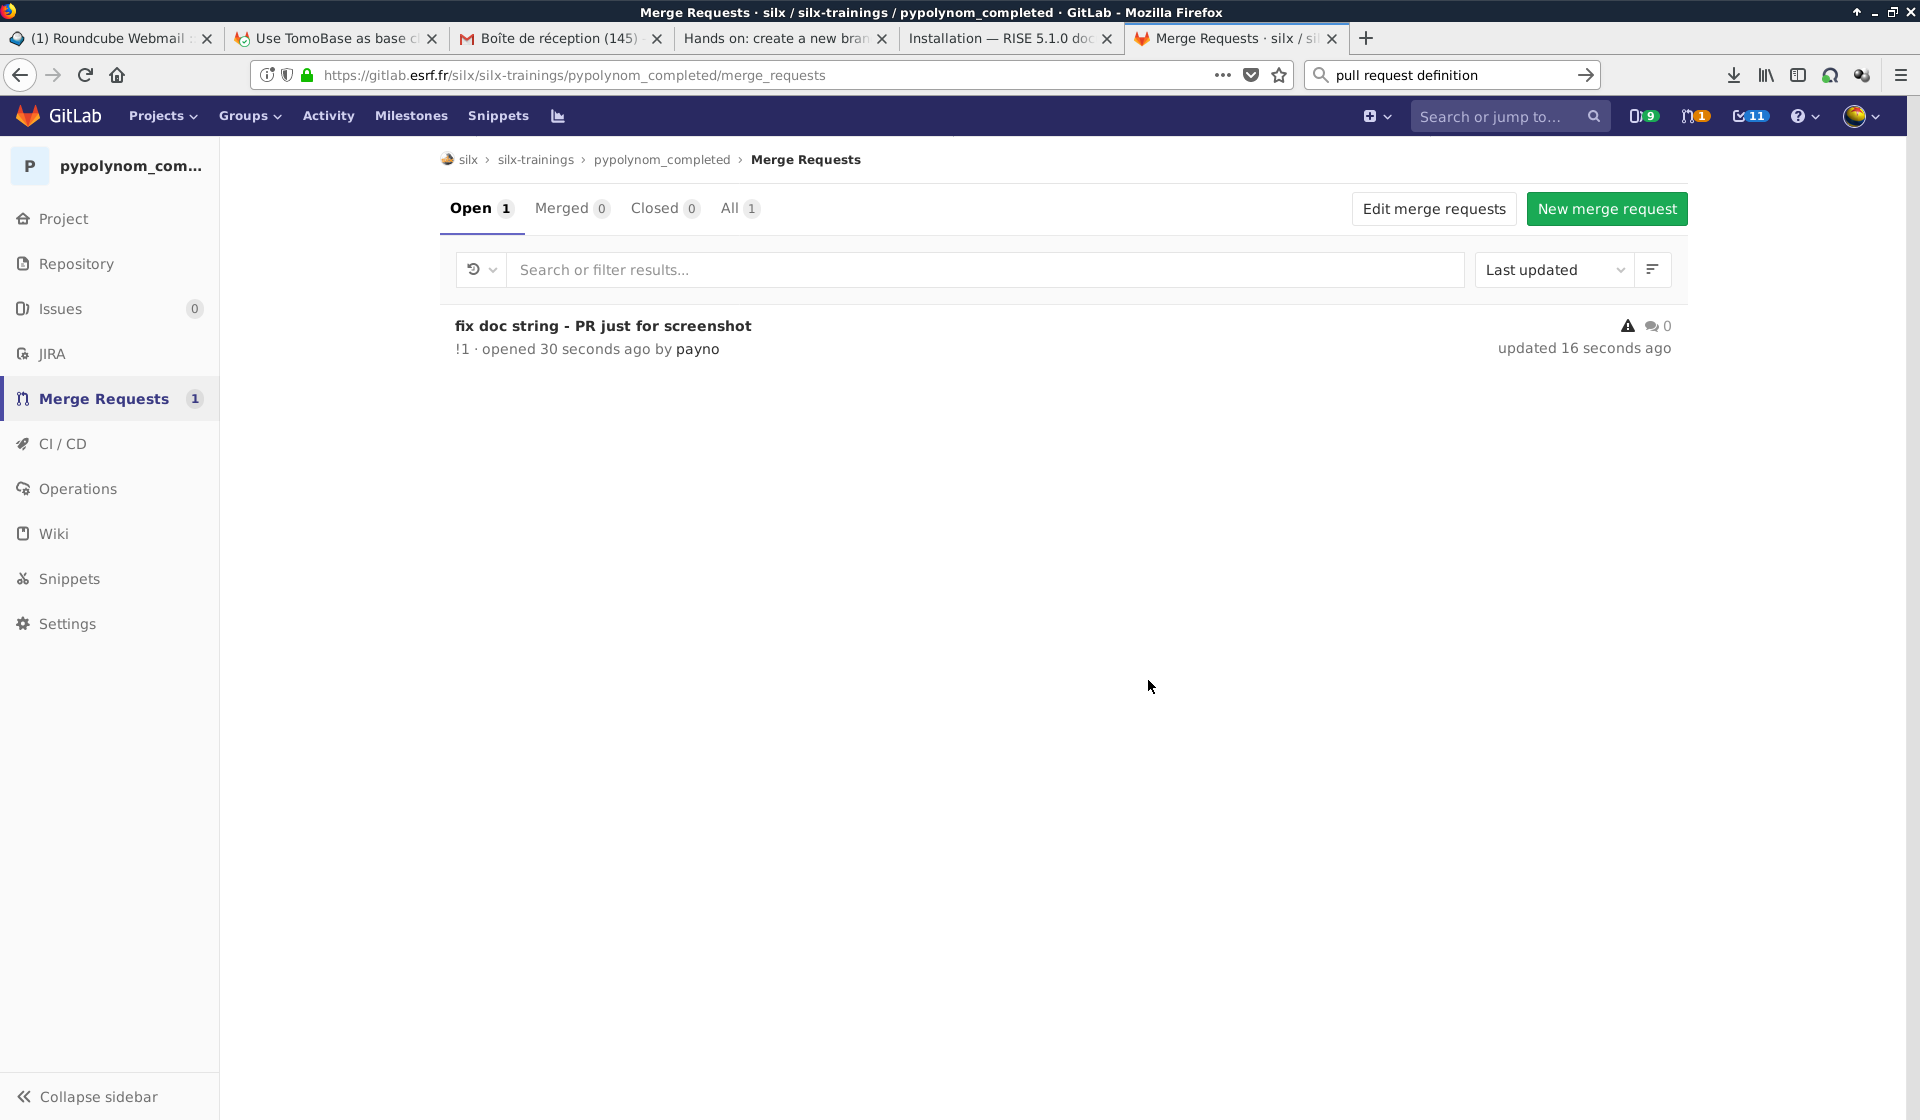 Merge Requests · silx / silx-trainings / pypolynom_completed · GitLab - Mozilla Firefox
(1) Roundcube Webmail :
Use TomoBase as base cl
Boîte de réception (145) -
Hands on: create a new bran
Installation — RISE 5.1.0 doc
Merge Requests · silx / sil
https://gitlab.esrf.fr/silx/silx-trainings/pypolynom_completed/merge_requests
pull request definition
GitLab
Projects
Groups
Activity
Milestones
Snippets
Search or jump to...
9
1
11
P
pypolynom_com...
Project
Repository
Issues 0
JIRA
Merge Requests 1
CI / CD
Operations
Wiki
Snippets
Settings
Collapse sidebar
silx › silx-trainings › pypolynom_completed › Merge Requests
Open 1
Merged 0
Closed 0
All 1
Edit merge requests
New merge request
Search or filter results...
Last updated
fix doc string - PR just for screenshot
0
!1 · opened 30 seconds ago by payno
updated 16 seconds ago